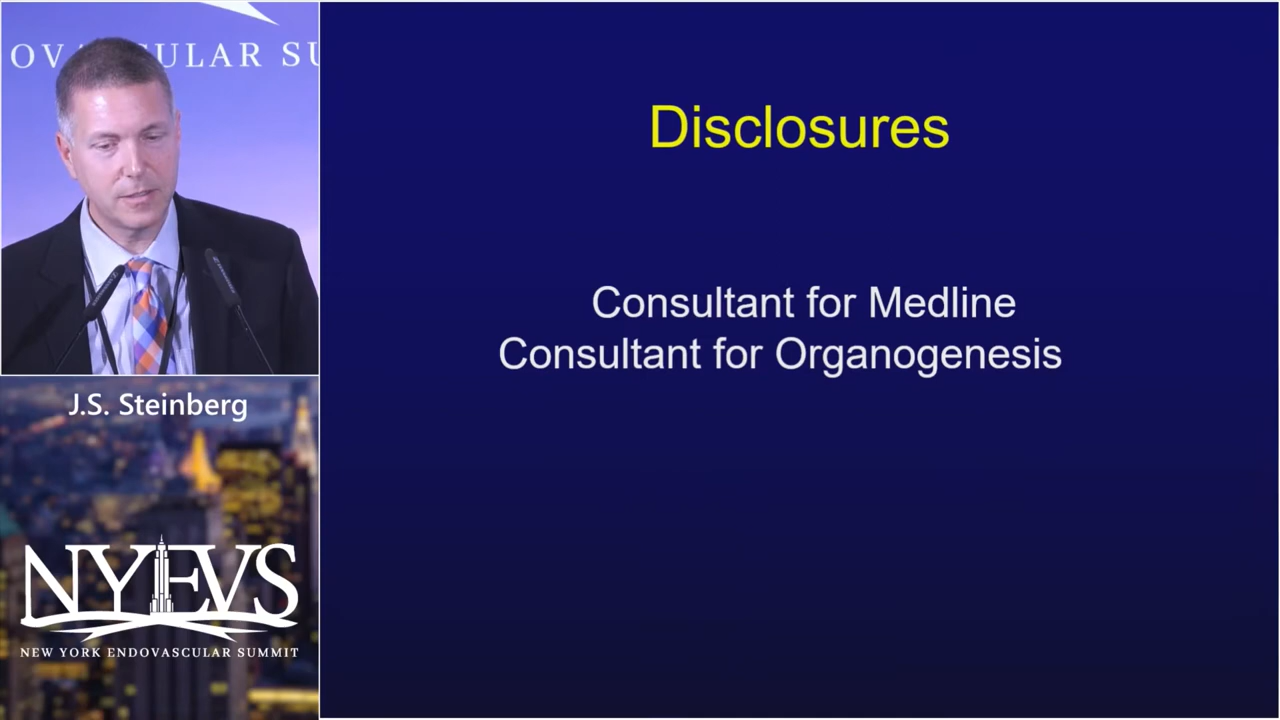 OV ULAR SU
J.S. Steinberg
NYEVS
NEW YORK ENDOVASCULAR SUMMIT
Disclosures
Consultant for Medline
Consultant for Organogenesis